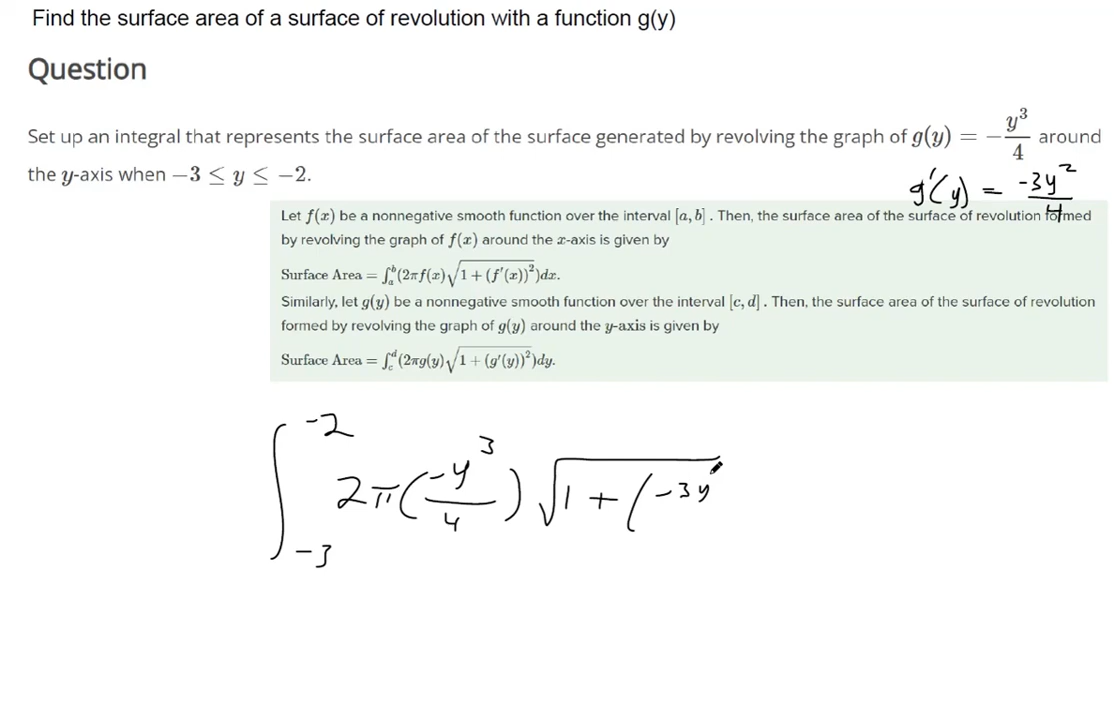 Find the surface area of a surface of revolution with a function g(y)
Question
Set up an integral that represents the surface area of the surface generated by revolving the graph of g(y) = −y³/4 around
the y-axis when −3 ≤ y ≤ −2.
g'(y) = -3y²/4
Let f(x) be a nonnegative smooth function over the interval [a, b] . Then, the surface area of the surface of revolution formed
by revolving the graph of f(x) around the x-axis is given by
Surface Area = ∫ₐᵇ(2πf(x)√(1 + (f′(x))²)dx.
Similarly, let g(y) be a nonnegative smooth function over the interval [c, d] . Then, the surface area of the surface of revolution
formed by revolving the graph of g(y) around the y-axis is given by
Surface Area = ∫_c^d(2πg(y)√(1 + (g′(y))²)dy.
∫_{-3}^{-2} 2π(-y³/4) √1 + (-3y